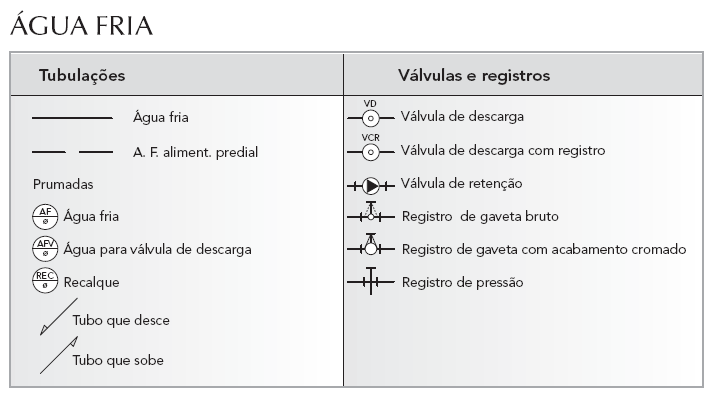 ÁGUA FRIA
Tubulações
Água fria
A. F. aliment. predial
Prumadas
AF
ø
Água fria
AFV
ø
Água para válvula de descarga
REC
ø
Recalque
Tubo que desce
Tubo que sobe
Válvulas e registros
VD
Válvula de descarga
VCR
Válvula de descarga com registro
Válvula de retenção
Registro de gaveta bruto
Registro de gaveta com acabamento cromado
Registro de pressão